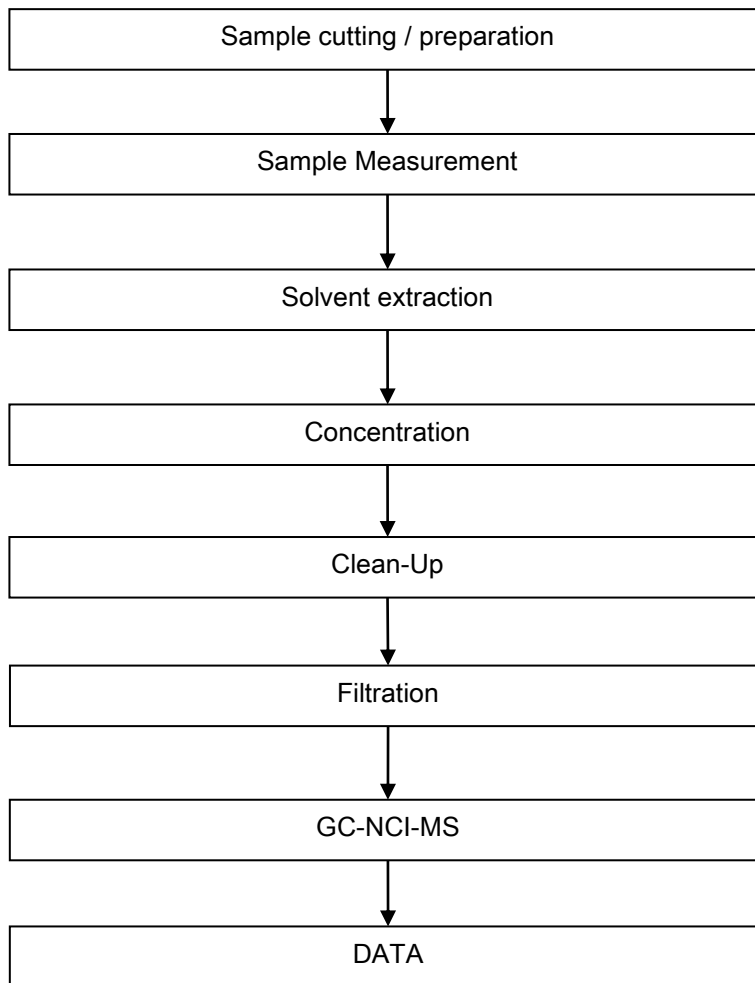 Sample cutting / preparation
Sample Measurement
Solvent extraction
Concentration
Clean-Up
Filtration
GC-NCI-MS
DATA